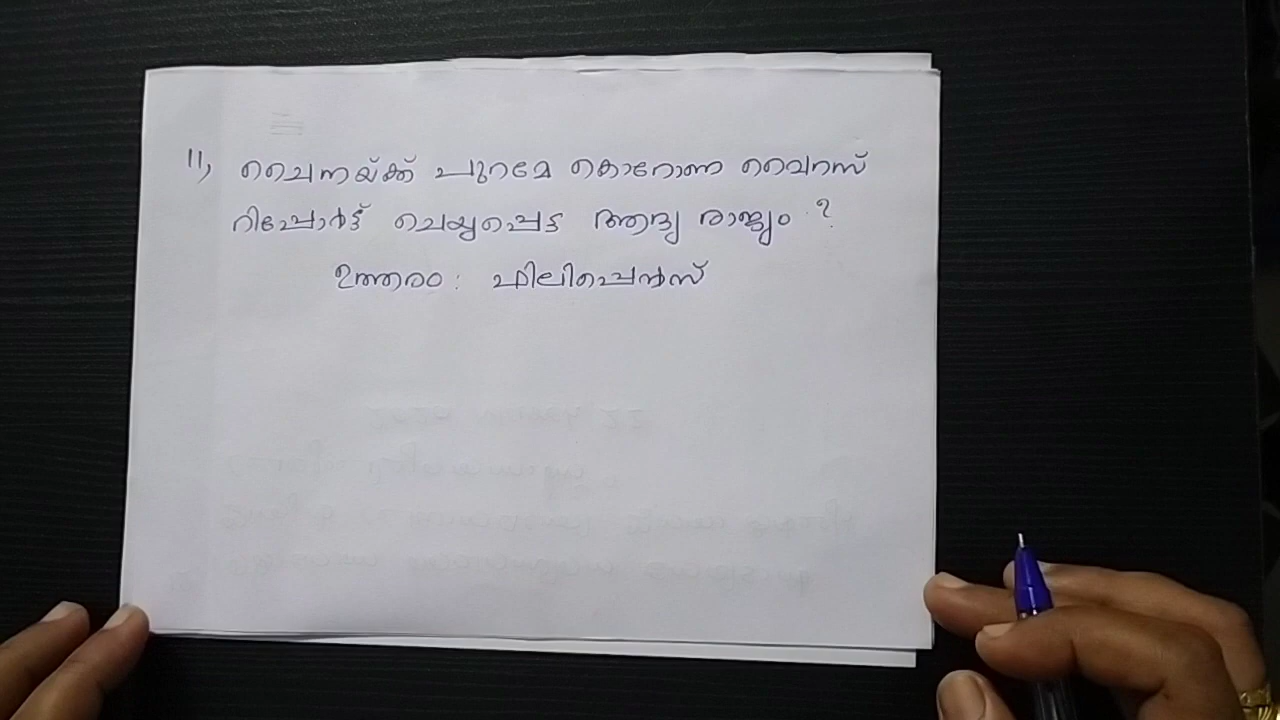 11, ചൈനയ്ക്ക് പുറമേ കൊറോണ വൈറസ്
റിപ്പോർട്ട് ചെയ്യപ്പെട്ട ആദ്യ രാജ്യം ?
ഉത്തരം : ഫിലിപ്പൈൻസ്